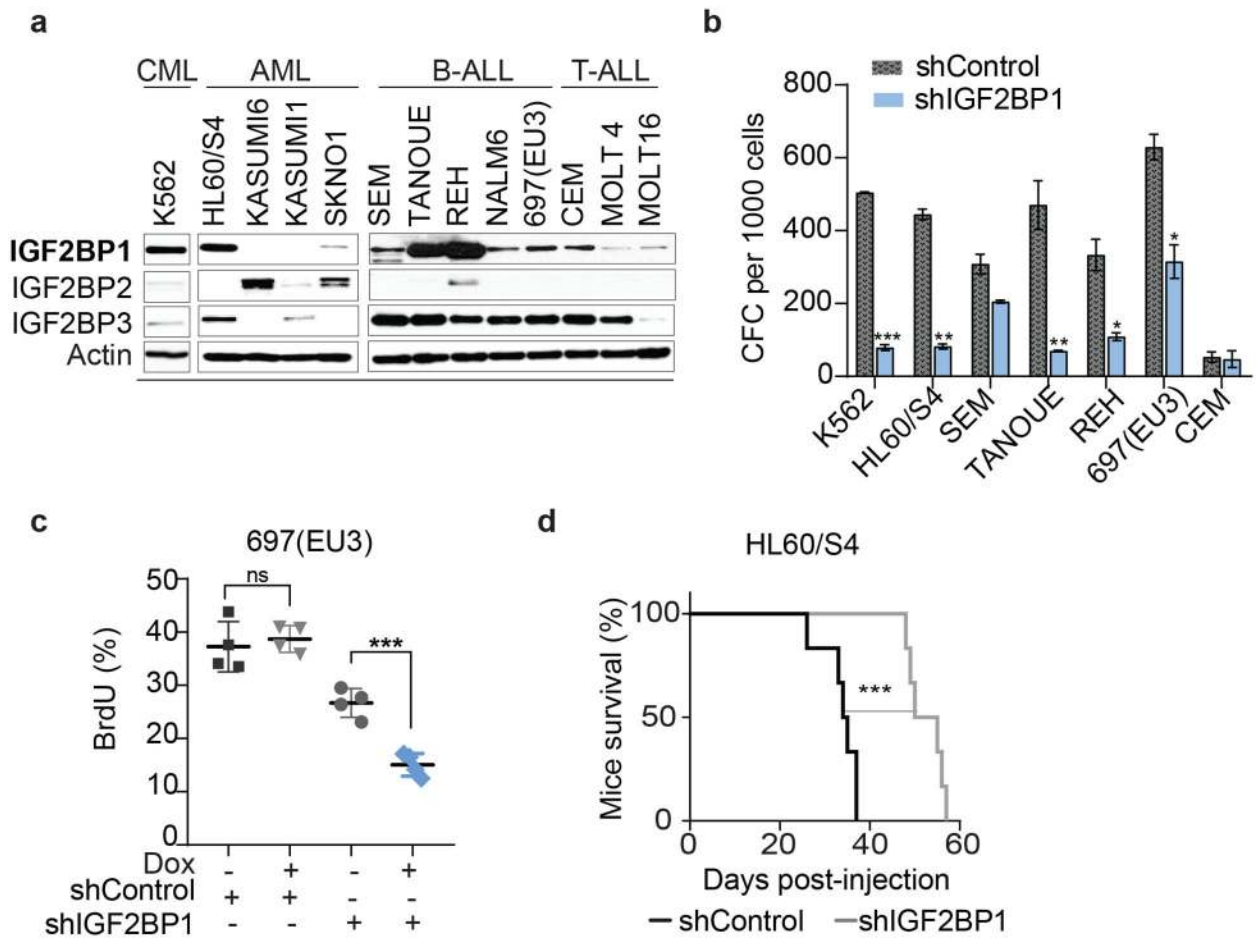 a
CML AML B-ALL T-ALL
K562 HL60/S4 KASUMI6 KASUMI1 SKNO1 SEM TANOUE REH NALM6 697(EU3) CEM MOLT 4 MOLT16
IGF2BP1
IGF2BP2
IGF2BP3
Actin
b
shControl
shIGF2BP1
CFC per 1000 cells
800
600
400
200
0
*** ** ** * *
K562 HL60/S4 SEM TANOUE REH 697(EU3) CEM
c
697(EU3)
BrdU (%)
50
40
30
20
10
0
ns
***
Dox - + - +
shControl + + - -
shIGF2BP1 - - + +
d
HL60/S4
Mice survival (%)
100
50
0
***
0 20 40 60
Days post-injection
shControl shIGF2BP1